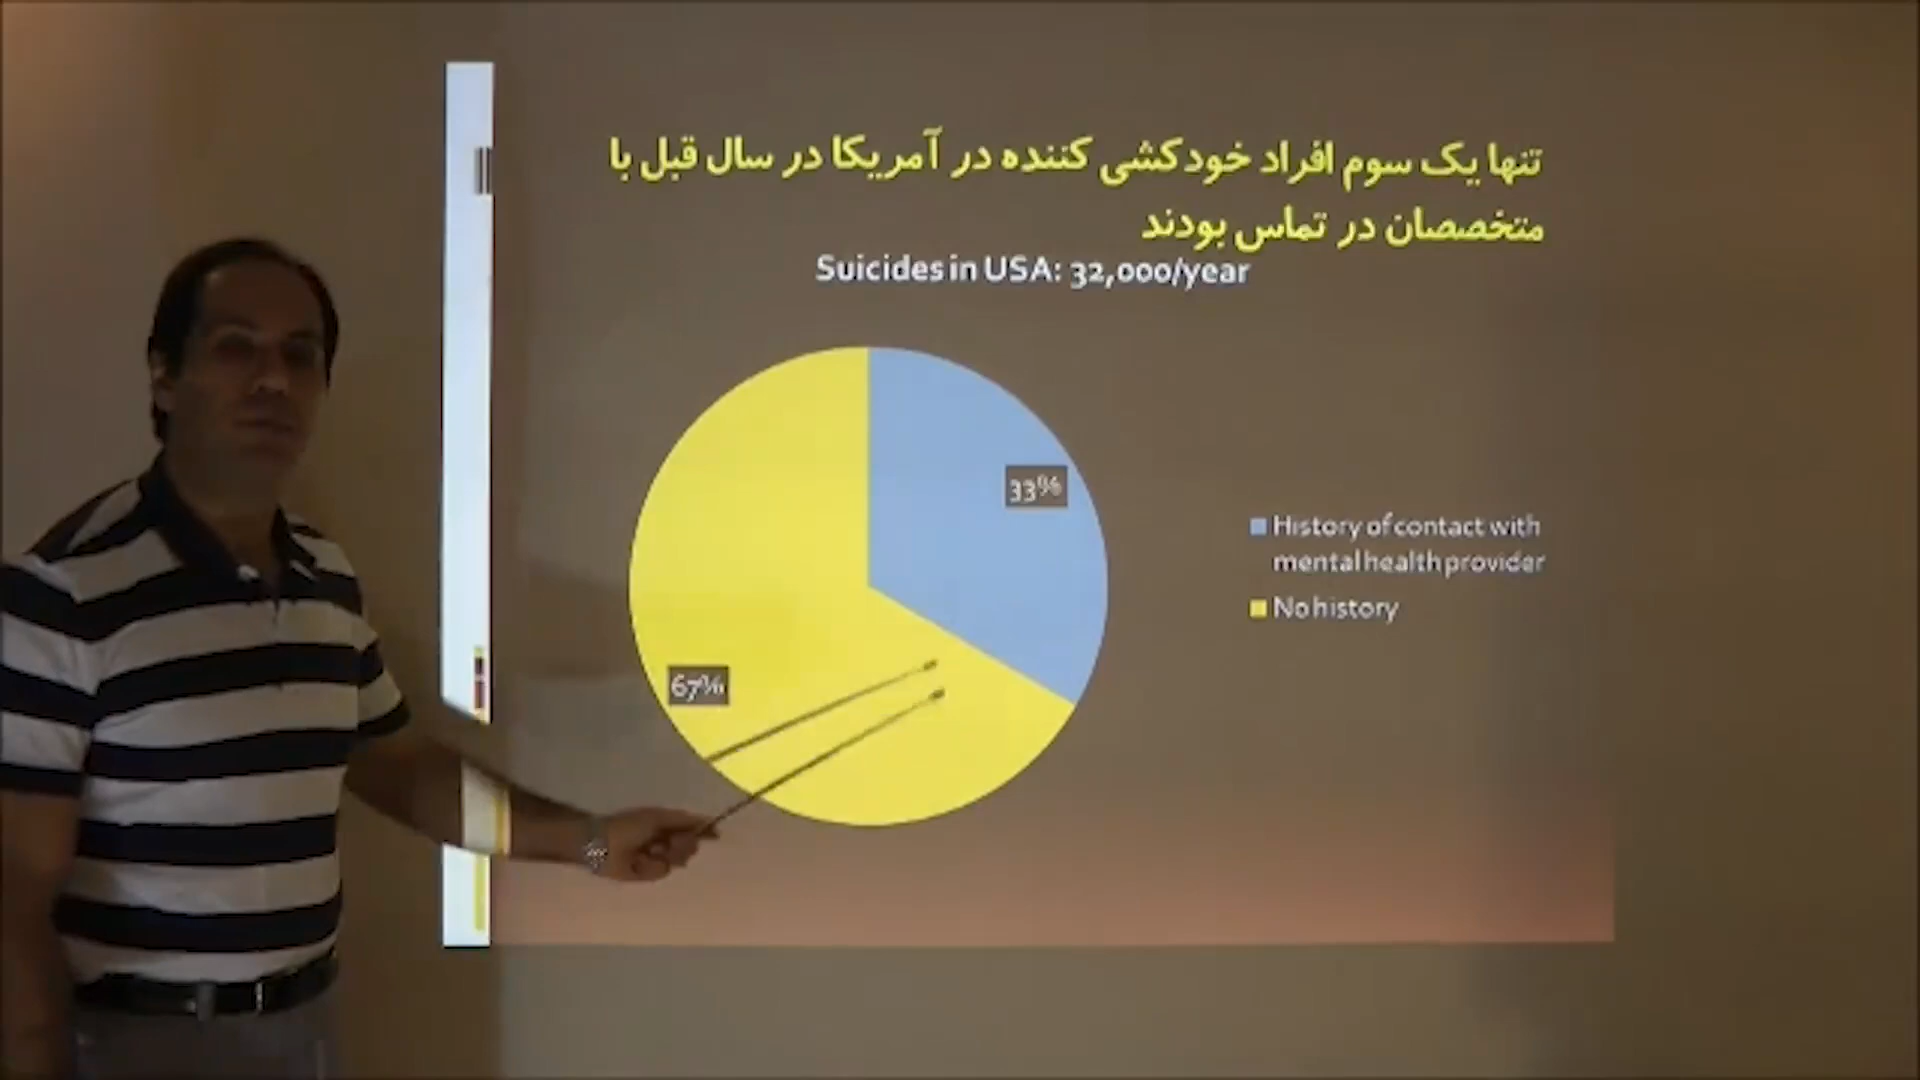 تنها یک سوم افراد خودکشی کننده در آمریکا در سال قبل با
متخصصان در تماس بودند
Suicides in USA: 32,000/year
33%
67%
History of contact with
mental health provider
No history